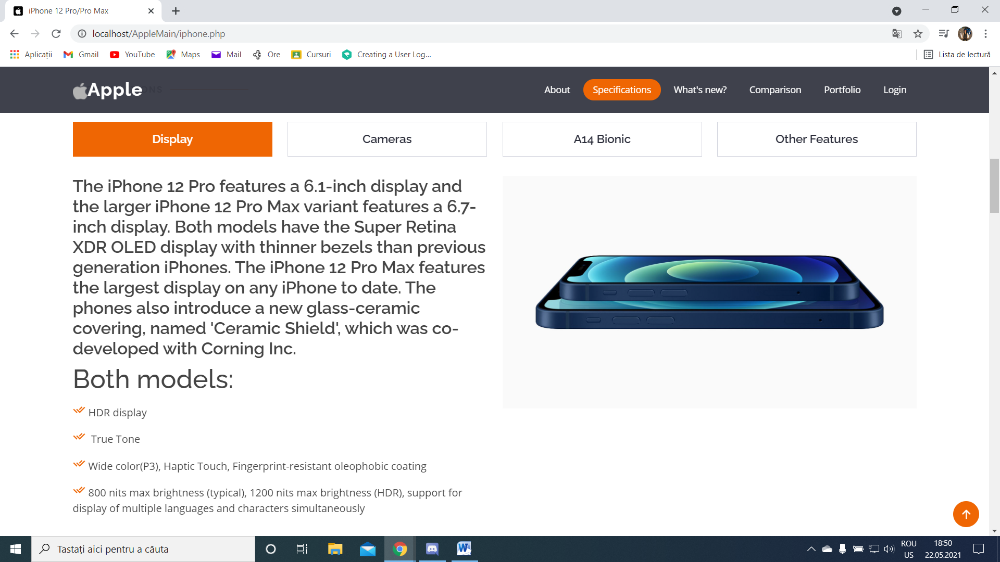 iPhone 12 Pro/Pro Max
localhost/AppleMain/iphone.php
Aplicații Gmail YouTube Maps Mail Ore Cursuri Creating a User Log... Lista de lectură
Apple About Specifications What's new? Comparison Portfolio Login
Display Cameras A14 Bionic Other Features
The iPhone 12 Pro features a 6.1-inch display and
the larger iPhone 12 Pro Max variant features a 6.7-
inch display. Both models have the Super Retina
XDR OLED display with thinner bezels than previous
generation iPhones. The iPhone 12 Pro Max features
the largest display on any iPhone to date. The
phones also introduce a new glass-ceramic
covering, named 'Ceramic Shield', which was co-
developed with Corning Inc.
Both models:
HDR display
True Tone
Wide color(P3), Haptic Touch, Fingerprint-resistant oleophobic coating
800 nits max brightness (typical), 1200 nits max brightness (HDR), support for
display of multiple languages and characters simultaneously
Tastați aici pentru a căuta
ROU
US
18:50
22.05.2021